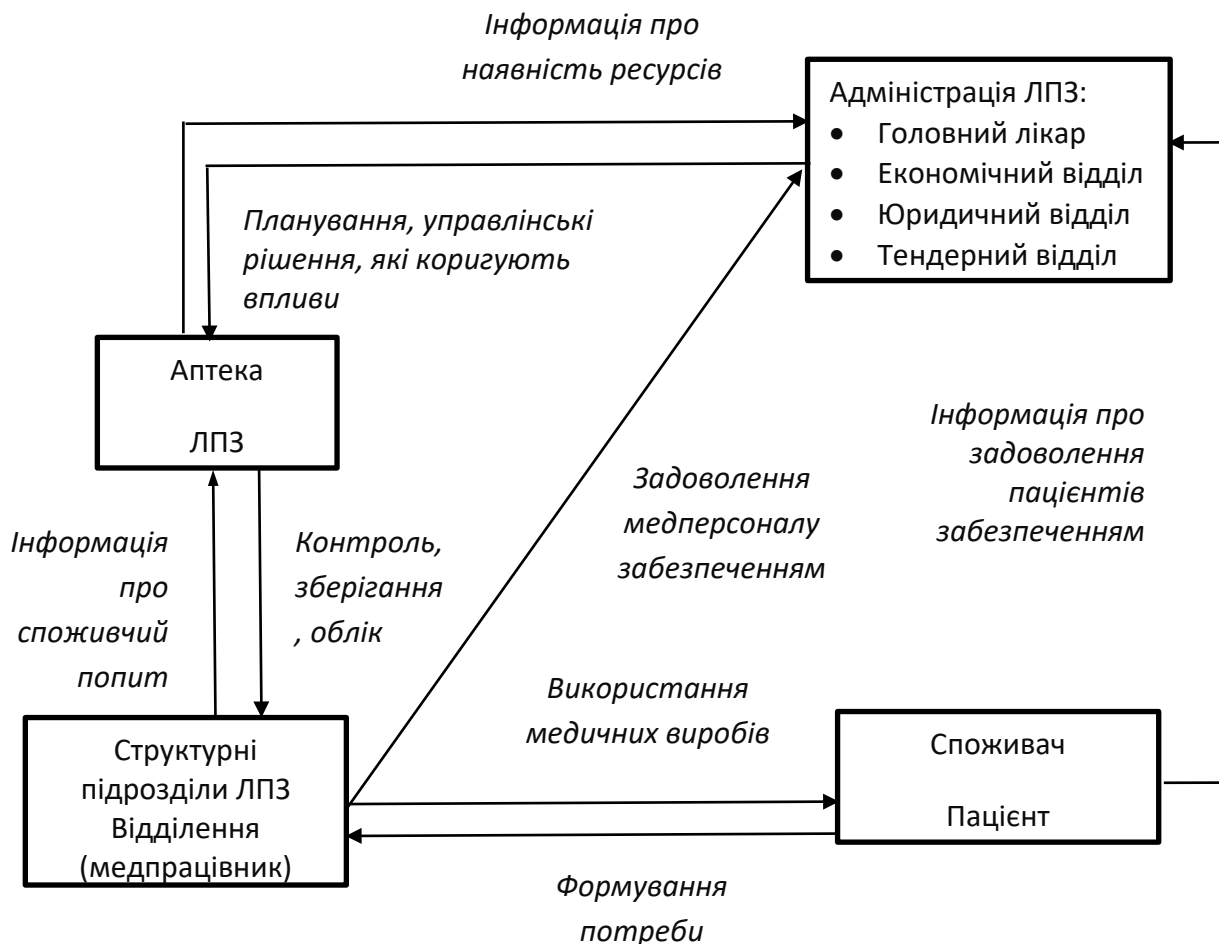 Інформація про
наявність ресурсів
Адміністрація ЛПЗ:
• Головний лікар
• Економічний відділ
• Юридичний відділ
• Тендерний відділ
Планування, управлінські
рішення, які коригують
впливи
Аптека
ЛПЗ
Інформація про
задоволення
пацієнтів
забезпеченням
Задоволення
медперсоналу
забезпеченням
Інформація
про
споживчий
попит
Контроль,
зберігання
, облік
Використання
медичних виробів
Структурні
підрозділи ЛПЗ
Відділення
(медпрацівник)
Споживач
Пацієнт
Формування
потреби